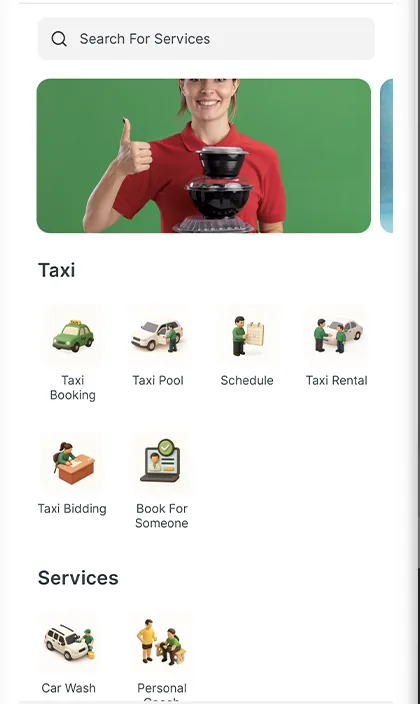 Search For Services
Taxi
Taxi
Booking
Taxi Pool
Schedule
Taxi Rental
Taxi Bidding
Book For
Someone
Services
Car Wash
Personal
Coach